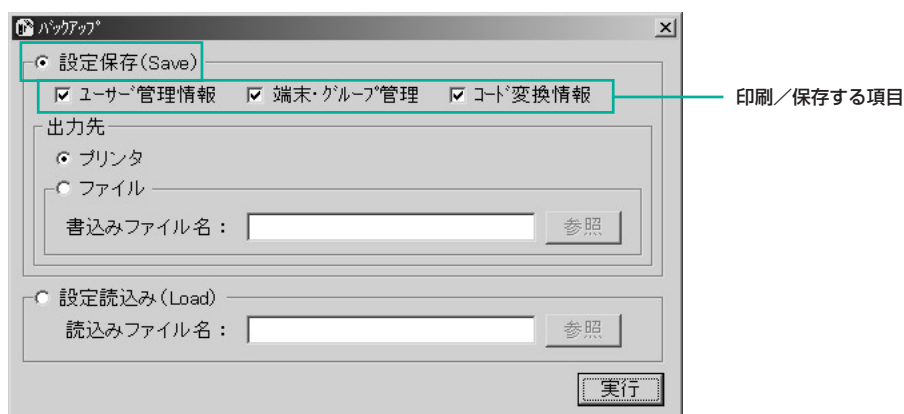 バックアップ
設定保存(Save)
ユーザー管理情報 端末・グループ管理 コード変換情報
印刷／保存する項目
出力先
プリンタ
ファイル
書込みファイル名： 参照
設定読込み(Load)
読込みファイル名： 参照
実行